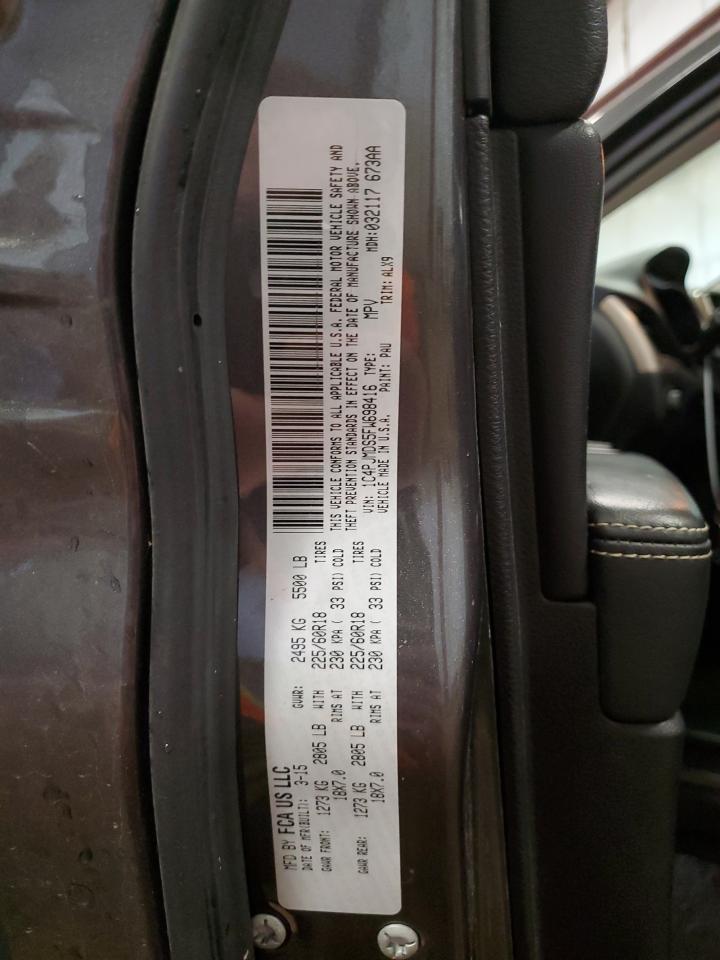 MFD BY FCA US LLC
DATE OF MFR(BUILT): 3-15 GVWR: 2495 KG 5500 LB
GAWR FRONT: 1273 KG 2805 LB WITH 225/60R18 TIRES
18X7.0 RIMS AT 230 KPA ( 33 PSI) COLD
GAWR REAR: 1273 KG 2805 LB WITH 225/60R18 TIRES
18X7.0 RIMS AT 230 KPA ( 33 PSI) COLD
THIS VEHICLE CONFORMS TO ALL APPLICABLE U.S.A. FEDERAL MOTOR VEHICLE SAFETY AND
THEFT PREVENTION STANDARDS IN EFFECT ON THE DATE OF MANUFACTURE SHOWN ABOVE.
VIN: 1C4PJMDS5FW698416 TYPE: MPV MDH:032117 673AA
VEHICLE MADE IN U.S.A. PAINT: PAU TRIM: ALX9